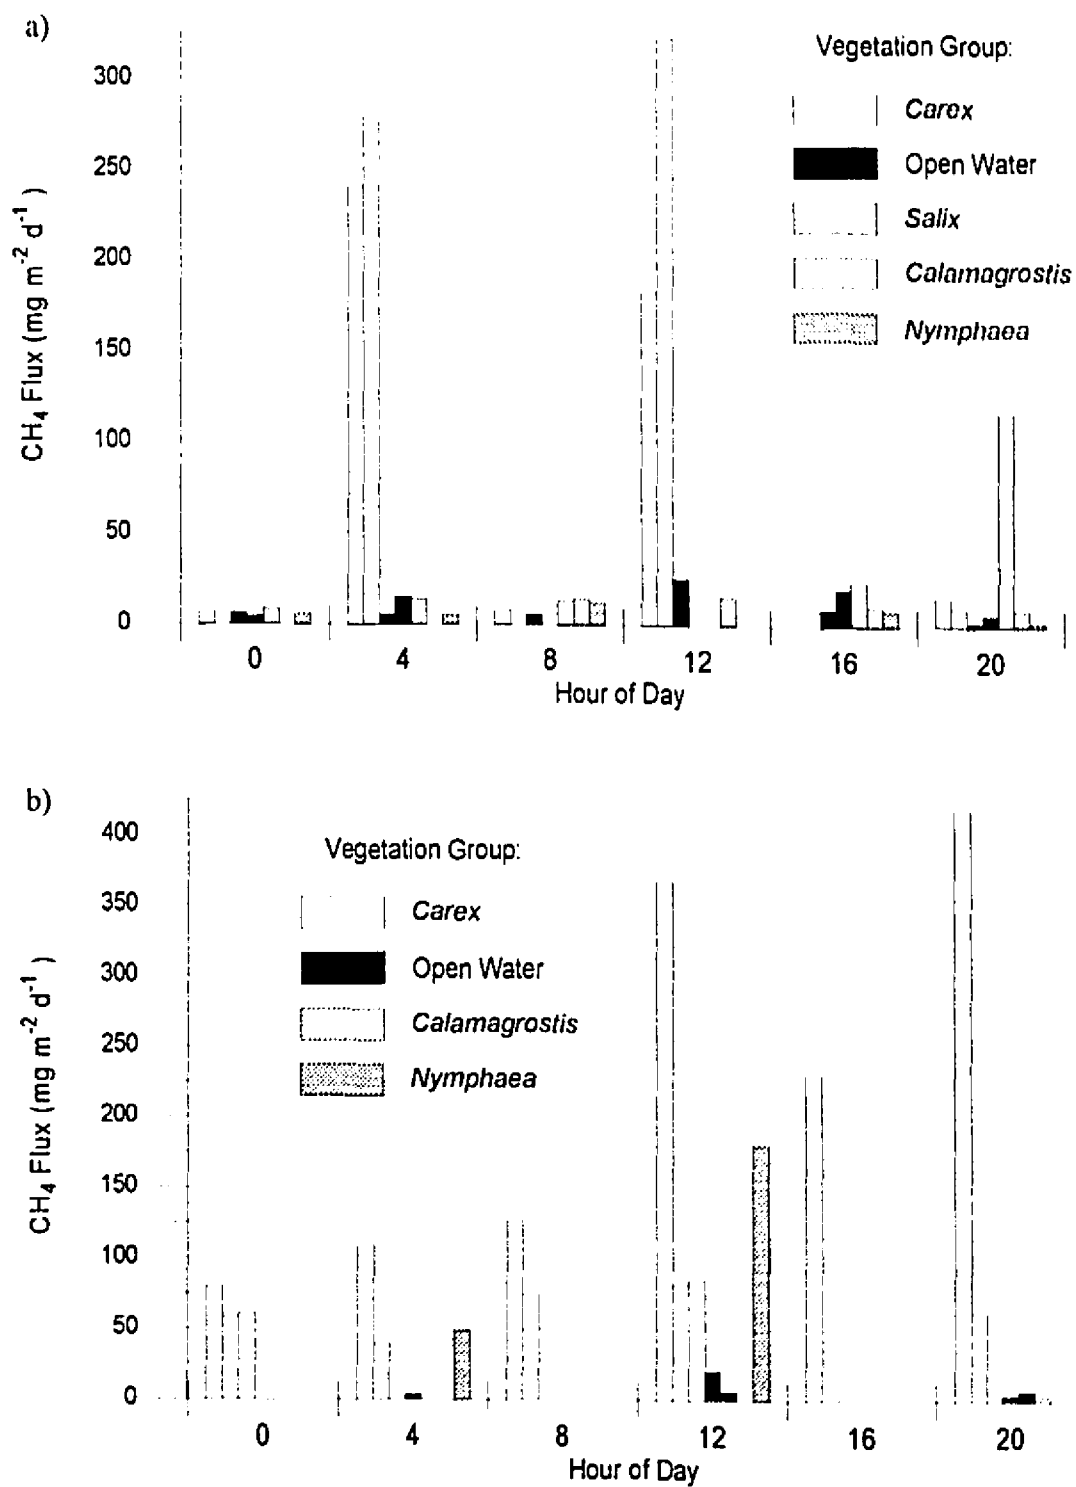 a)
Vegetation Group:
Carex
Open Water
Salix
Calamagrostis
Nymphaea
CH₄ Flux (mg m⁻² d⁻¹)
300
250
200
150
100
50
0
0 4 8 12 16 20
Hour of Day
b)
Vegetation Group:
Carex
Open Water
Calamagrostis
Nymphaea
CH₄ Flux (mg m⁻² d⁻¹)
400
350
300
250
200
150
100
50
0
0 4 8 12 16 20
Hour of Day